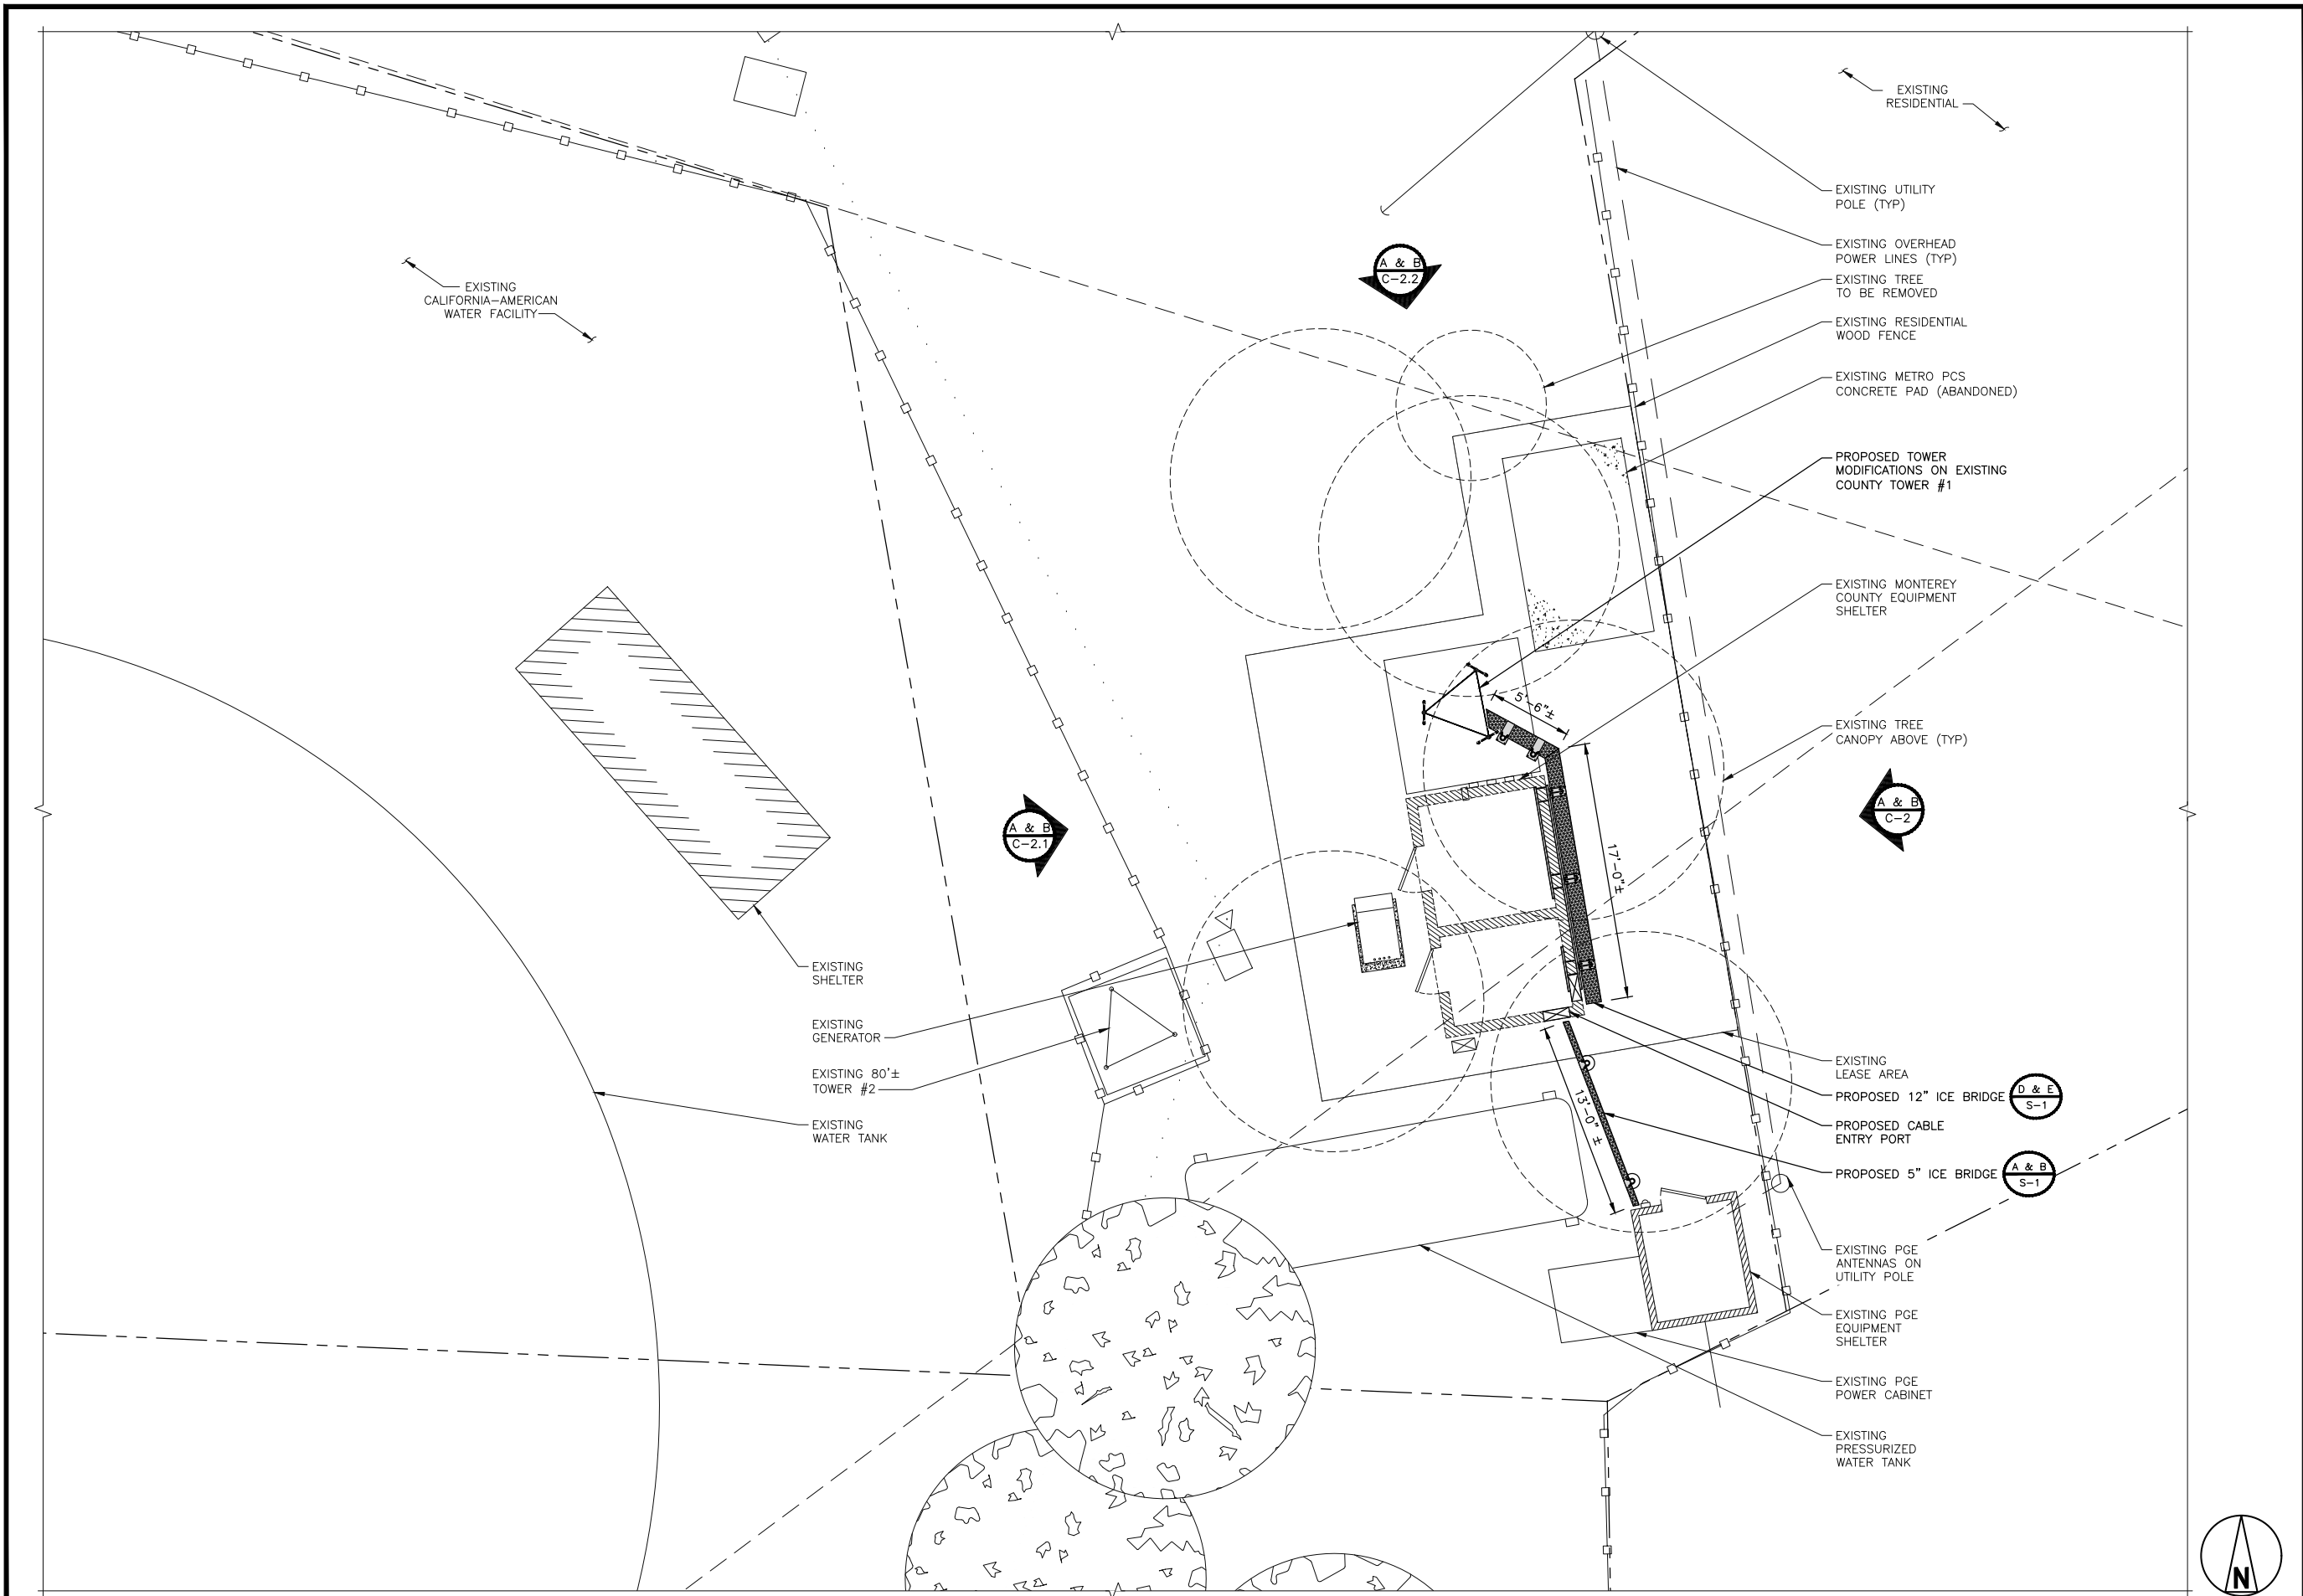 EXISTING
RESIDENTIAL
EXISTING UTILITY
POLE (TYP)
EXISTING OVERHEAD
POWER LINES (TYP)
EXISTING TREE
TO BE REMOVED
EXISTING RESIDENTIAL
WOOD FENCE
EXISTING METRO PCS
CONCRETE PAD (ABANDONED)
PROPOSED TOWER
MODIFICATIONS ON EXISTING
COUNTY TOWER #1
EXISTING MONTEREY
COUNTY EQUIPMENT
SHELTER
EXISTING TREE
CANOPY ABOVE (TYP)
A & B
C-2
A & B
C-2.2
EXISTING
CALIFORNIA-AMERICAN
WATER FACILITY
5'-6"±
17'-0"±
13'-0" ±
A & B
C-2.1
EXISTING
SHELTER
EXISTING
GENERATOR
EXISTING 80'±
TOWER #2
EXISTING
WATER TANK
EXISTING
LEASE AREA
PROPOSED 12" ICE BRIDGE
D & E
S-1
PROPOSED CABLE
ENTRY PORT
PROPOSED 5" ICE BRIDGE
A & B
S-1
EXISTING PGE
ANTENNAS ON
UTILITY POLE
EXISTING PGE
EQUIPMENT
SHELTER
EXISTING PGE
POWER CABINET
EXISTING
PRESSURIZED
WATER TANK
N